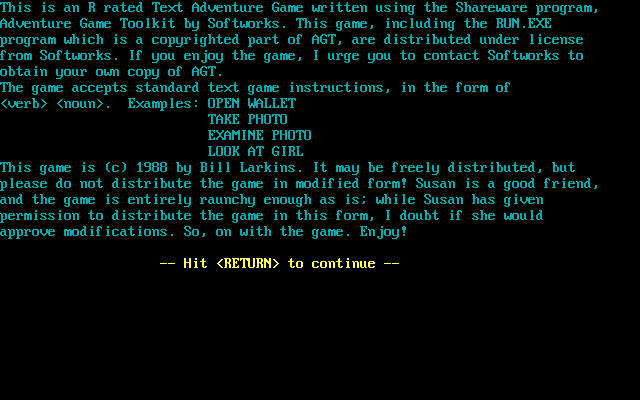 This is an R rated Text Adventure Game written using the Shareware program,
Adventure Game Toolkit by Softworks. This game, including the RUN.EXE
program which is a copyrighted part of AGT, are distributed under license
from Softworks. If you enjoy the game, I urge you to contact Softworks to
obtain your own copy of AGT.
The game accepts standard text game instructions, in the form of
<verb> <noun>.  Examples: OPEN WALLET
TAKE PHOTO
EXAMINE PHOTO
LOOK AT GIRL
This game is (c) 1988 by Bill Larkins. It may be freely distributed, but
please do not distribute the game in modified form! Susan is a good friend,
and the game is entirely raunchy enough as is; while Susan has given
permission to distribute the game in this form, I doubt if she would
approve modifications. So, on with the game. Enjoy!
-- Hit <RETURN> to continue --